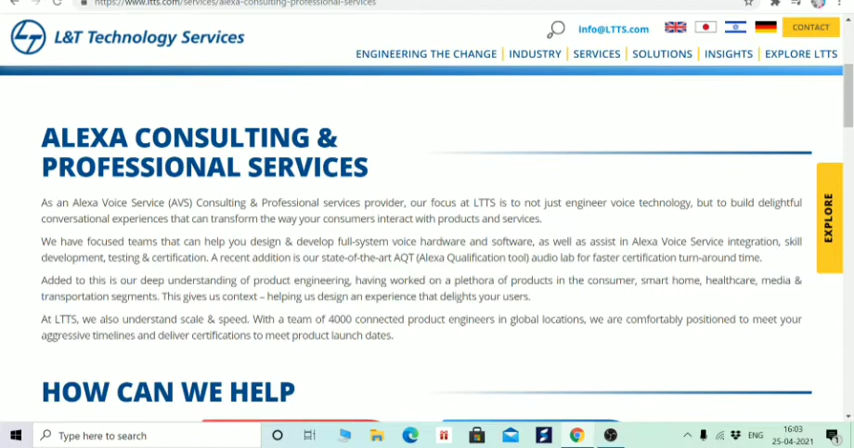 https://www.ltts.com/services/alexa-consulting-professional-services
L&T Technology Services
Info@LTTS.com
CONTACT
ENGINEERING THE CHANGE | INDUSTRY | SERVICES | SOLUTIONS | INSIGHTS | EXPLORE LTTS
ALEXA CONSULTING &
PROFESSIONAL SERVICES
As an Alexa Voice Service (AVS) Consulting & Professional services provider, our focus at LTTS is to not just engineer voice technology, but to build delightful
conversational experiences that can transform the way your consumers interact with products and services.
We have focused teams that can help you design & develop full-system voice hardware and software, as well as assist in Alexa Voice Service integration, skill
development, testing & certification. A recent addition is our state-of-the-art AQT (Alexa Qualification tool) audio lab for faster certification turn-around time.
Added to this is our deep understanding of product engineering, having worked on a plethora of products in the consumer, smart home, healthcare, media &
transportation segments. This gives us context – helping us design an experience that delights your users.
At LTTS, we also understand scale & speed. With a team of 4000 connected product engineers in global locations, we are comfortably positioned to meet your
aggressive timelines and deliver certifications to meet product launch dates.
EXPLORE
HOW CAN WE HELP
Type here to search
ENG
16:03
25-04-2021